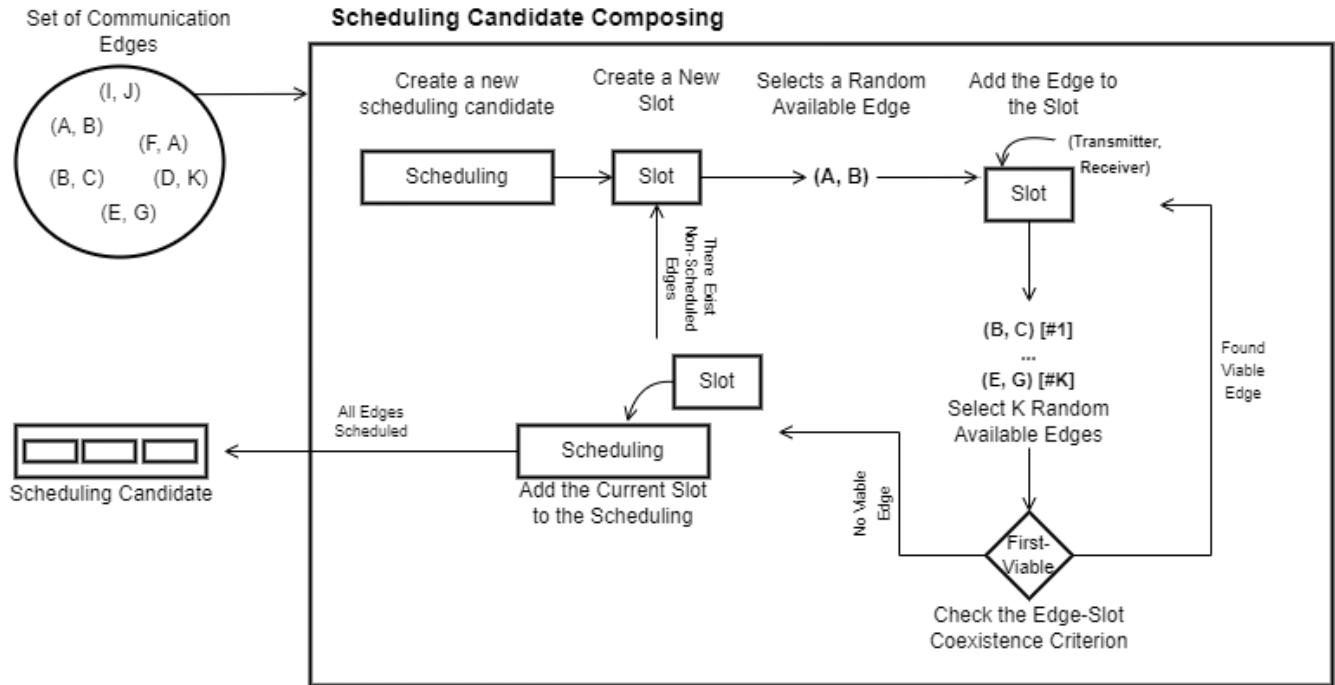 Set of Communication
Edges
(I, J)
(A, B)
(F, A)
(B, C)
(D, K)
(E, G)
Scheduling Candidate Composing
Create a new
scheduling candidate
Scheduling
Create a New
Slot
Slot
Selects a Random
Available Edge
(A, B)
Add the Edge to
the Slot
(Transmitter,
Receiver)
Slot
There Exist
Non-Scheduled
Edges
(B, C) [#1]
...
(E, G) [#K]
Select K Random
Available Edges
Found
Viable
Edge
First-
Viable
Check the Edge-Slot
Coexistence Criterion
No Viable
Edge
Slot
Scheduling
Add the Current Slot
to the Scheduling
All Edges
Scheduled
Scheduling Candidate